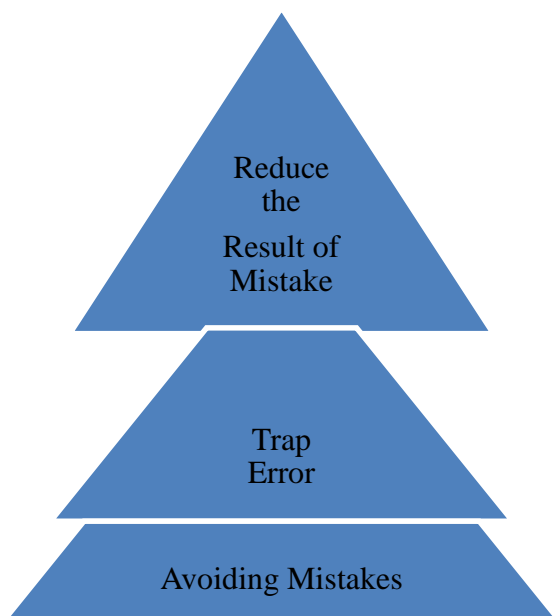 Reduce
the
Result of
Mistake
Trap
Error
Avoiding Mistakes